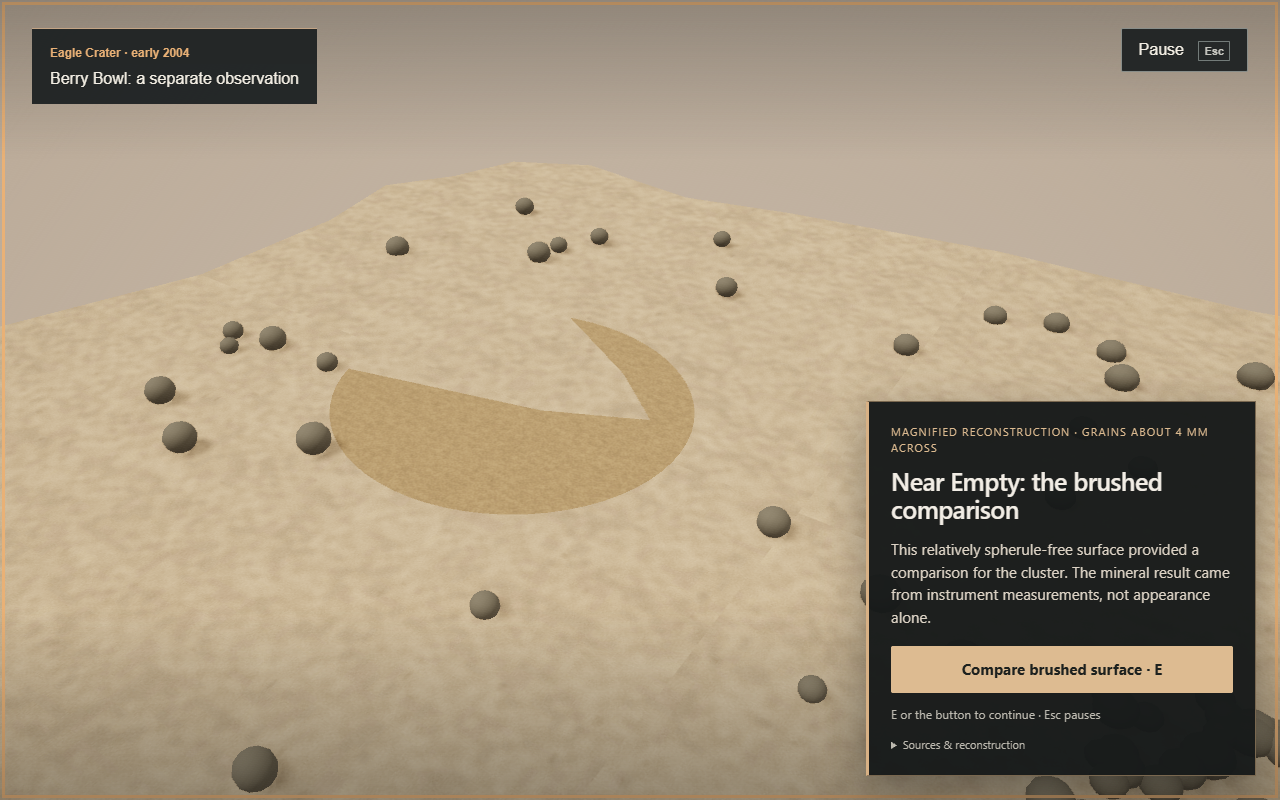 Eagle Crater · early 2004
Berry Bowl: a separate observation
Pause Esc
MAGNIFIED RECONSTRUCTION · GRAINS ABOUT 4 MM
ACROSS
Near Empty: the brushed
comparison
This relatively spherule-free surface provided a
comparison for the cluster. The mineral result came
from instrument measurements, not appearance
alone.
Compare brushed surface · E
E or the button to continue · Esc pauses
Sources & reconstruction